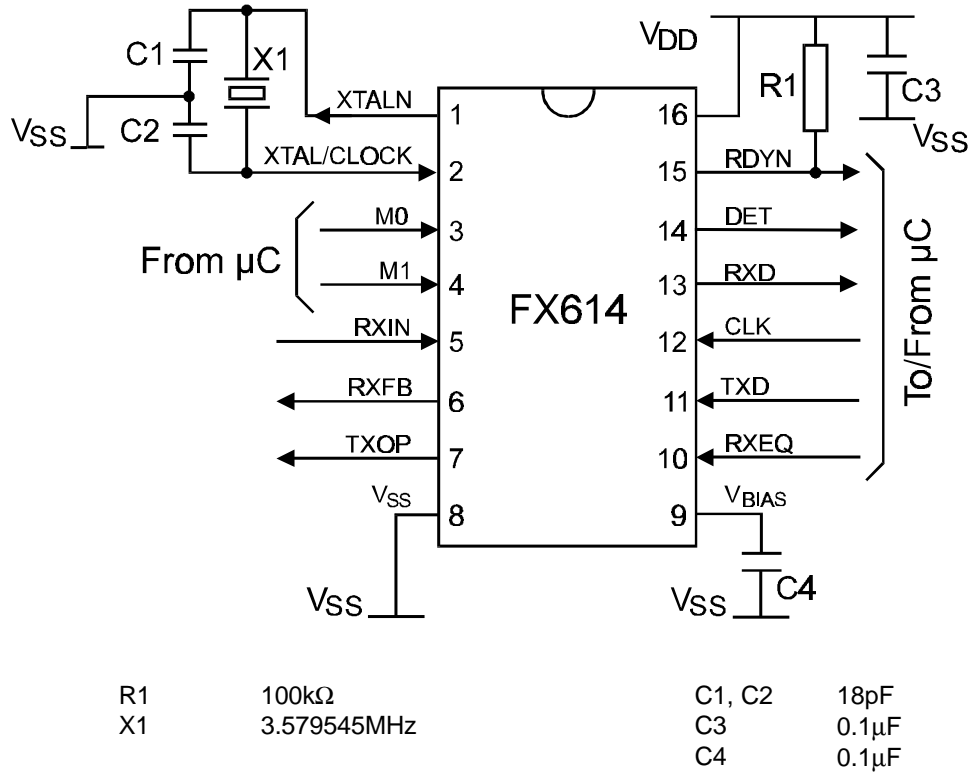 C1
X1
C2
VSS
VDD
R1
C3
VSS
XTALN
1
16
XTAL/CLOCK
2
15
RDYN
M0
3
14
DET
From µC
M1
4
13
RXD
FX614
RXIN
5
12
CLK
To/From µC
RXFB
6
11
TXD
TXOP
7
10
RXEQ
VSS
8
9
VBIAS
VSS
VSS
C4
R1 100kΩ C1, C2 18pF
X1 3.579545MHz C3 0.1µF
C4 0.1µF